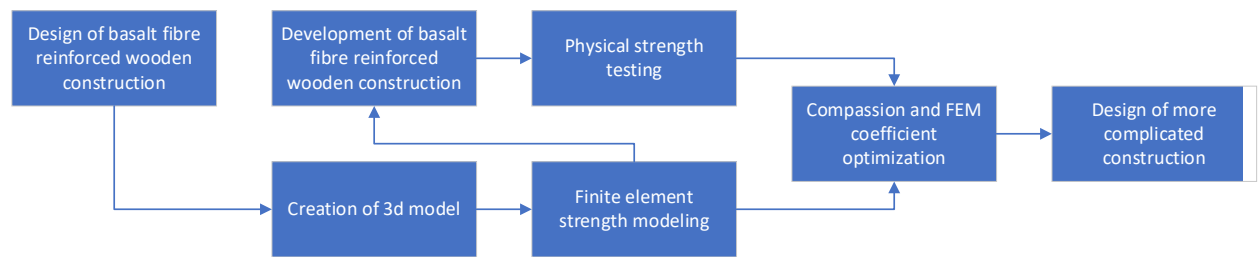 Design of basalt fibre
reinforced wooden
construction
Development of basalt
fibre reinforced
wooden construction
Physical strength
testing
Compassion and FEM
coefficient
optimization
Design of more
complicated
construction
Creation of 3d model
Finite element
strength modeling